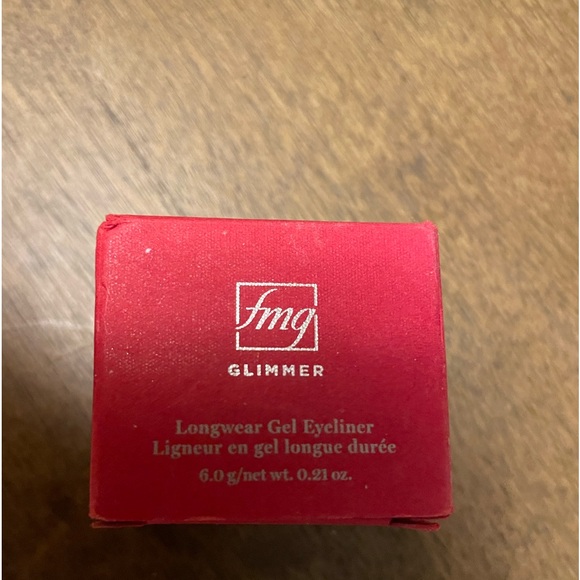 fmg
GLIMMER
Longwear Gel Eyeliner
Ligneur en gel longue durée
6.0 g/net wt. 0.21 oz.